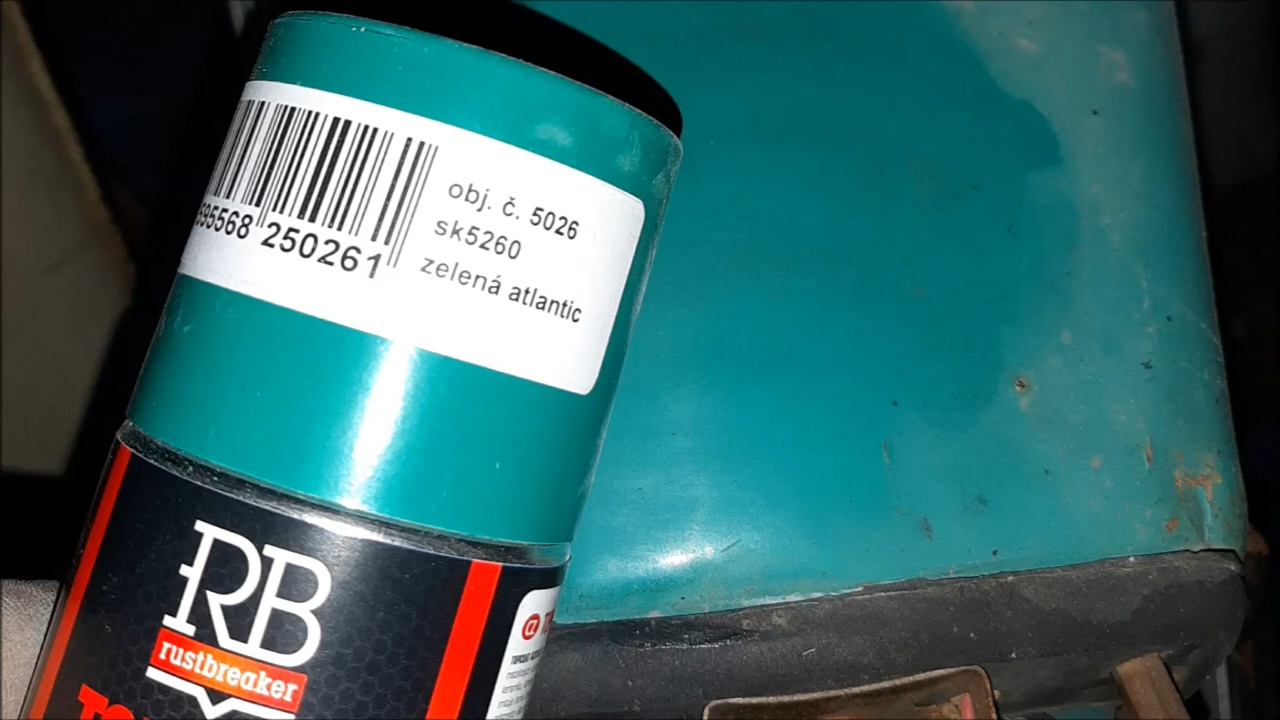 obj. č. 5026
sk5260
zelená atlantic
595568 250261
RB
rustbreaker